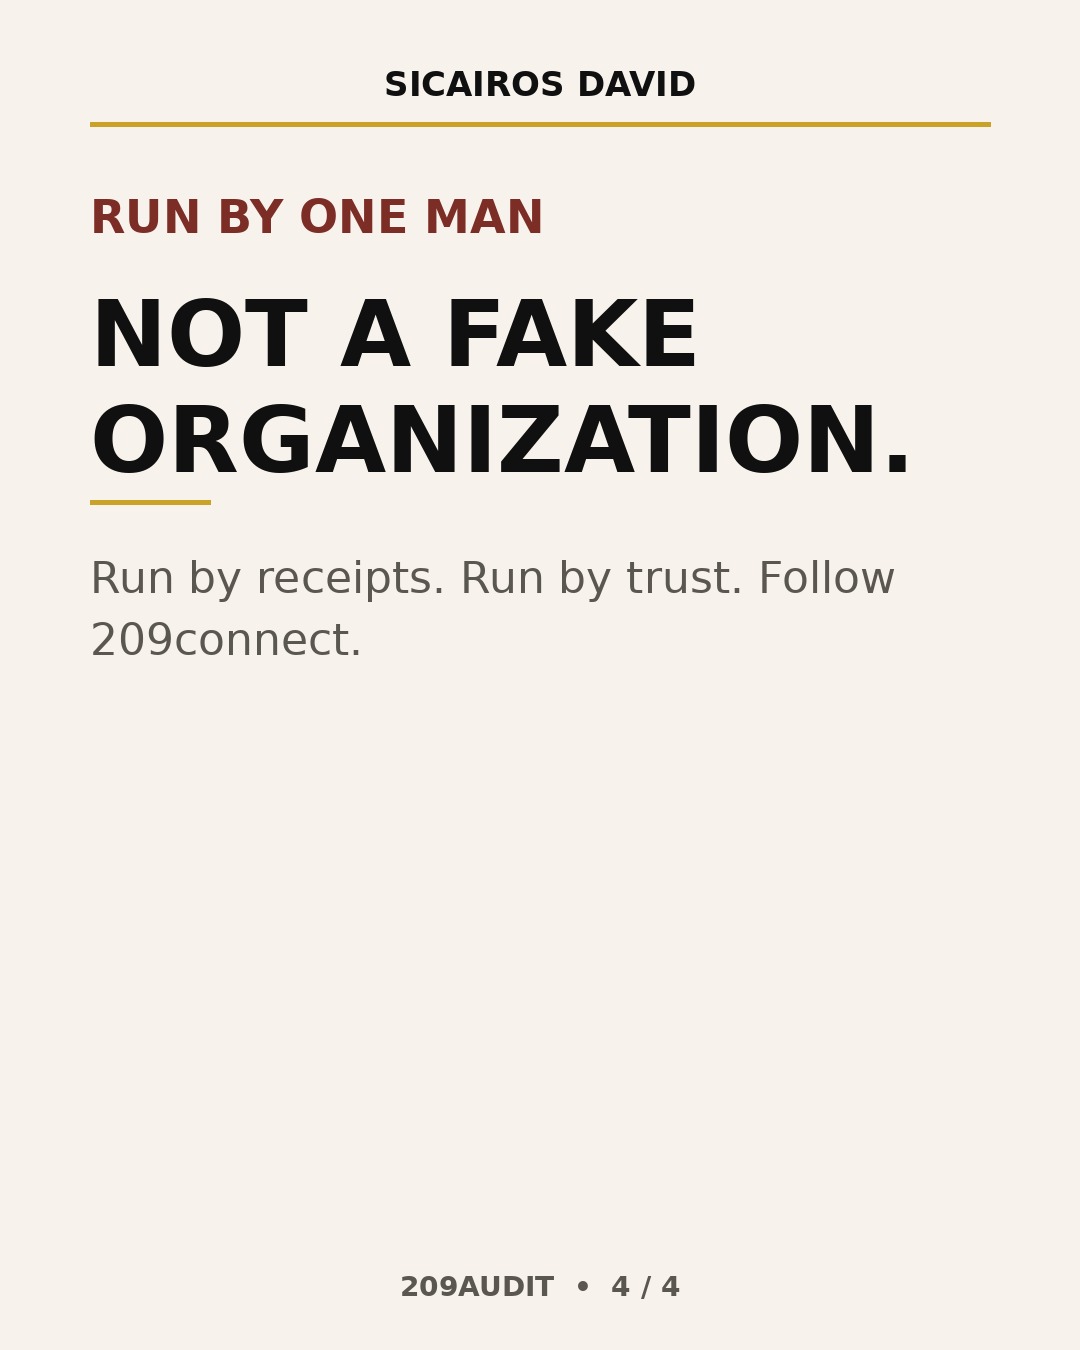 SICAIROS DAVID
RUN BY ONE MAN
NOT A FAKE
ORGANIZATION.
Run by receipts. Run by trust. Follow
209connect.
209AUDIT • 4 / 4